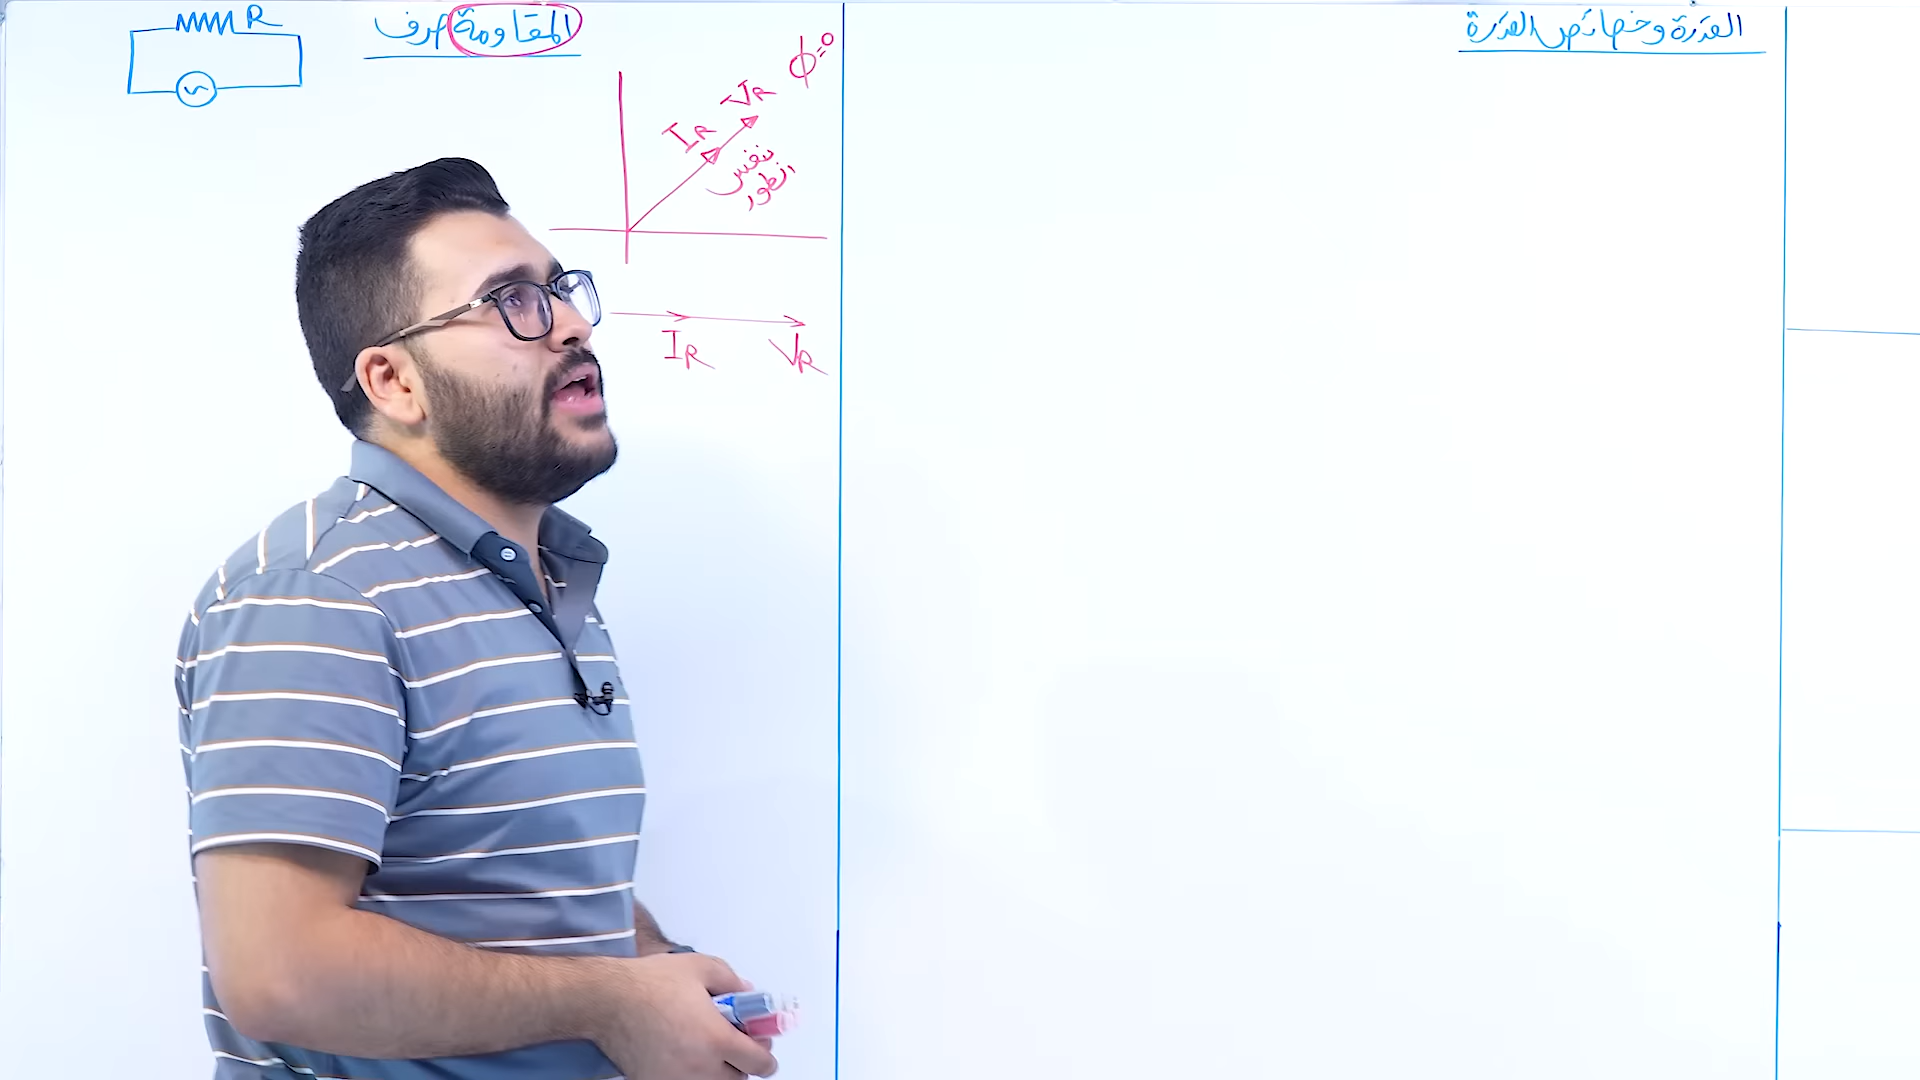 القدرة وخصائص القدرة
المقاومة صرف
R
ϕ=0
V_R
I_R
نفس
الطور
I_R
V_R